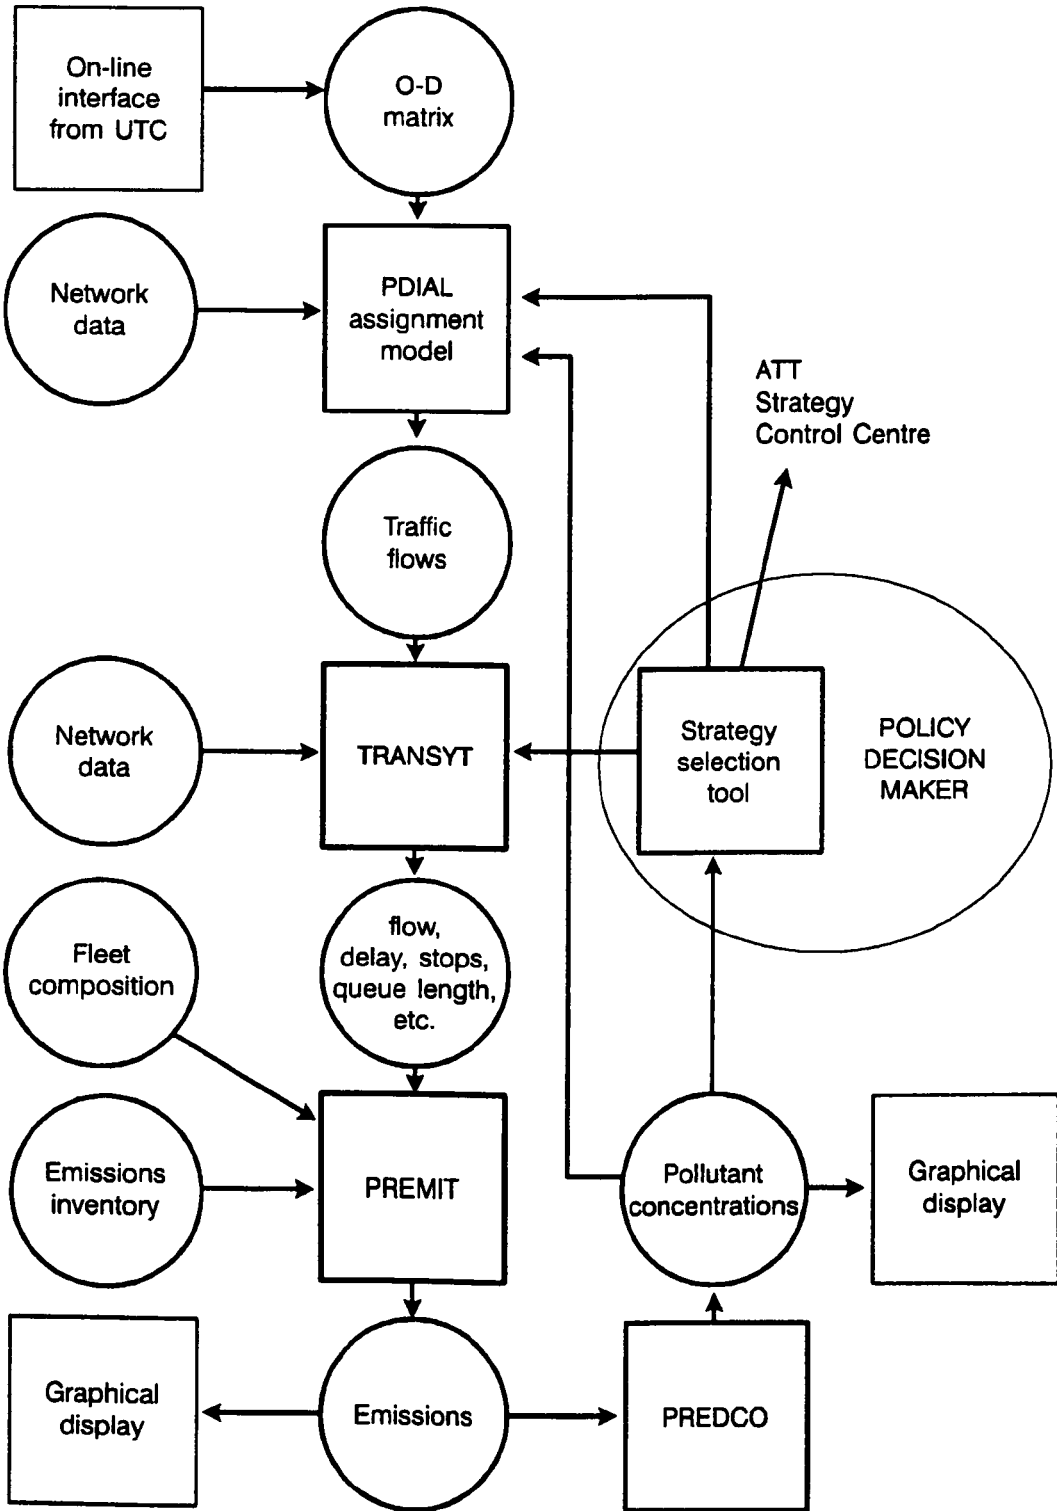 On-line
interface
from UTC
O-D
matrix
Network
data
PDIAL
assignment
model
ATT
Strategy
Control Centre
Traffic
flows
Network
data
TRANSYT
Strategy
selection
tool
POLICY
DECISION
MAKER
Fleet
composition
flow,
delay, stops,
queue length,
etc.
Emissions
inventory
PREMIT
Pollutant
concentrations
Graphical
display
Graphical
display
Emissions
PREDCO